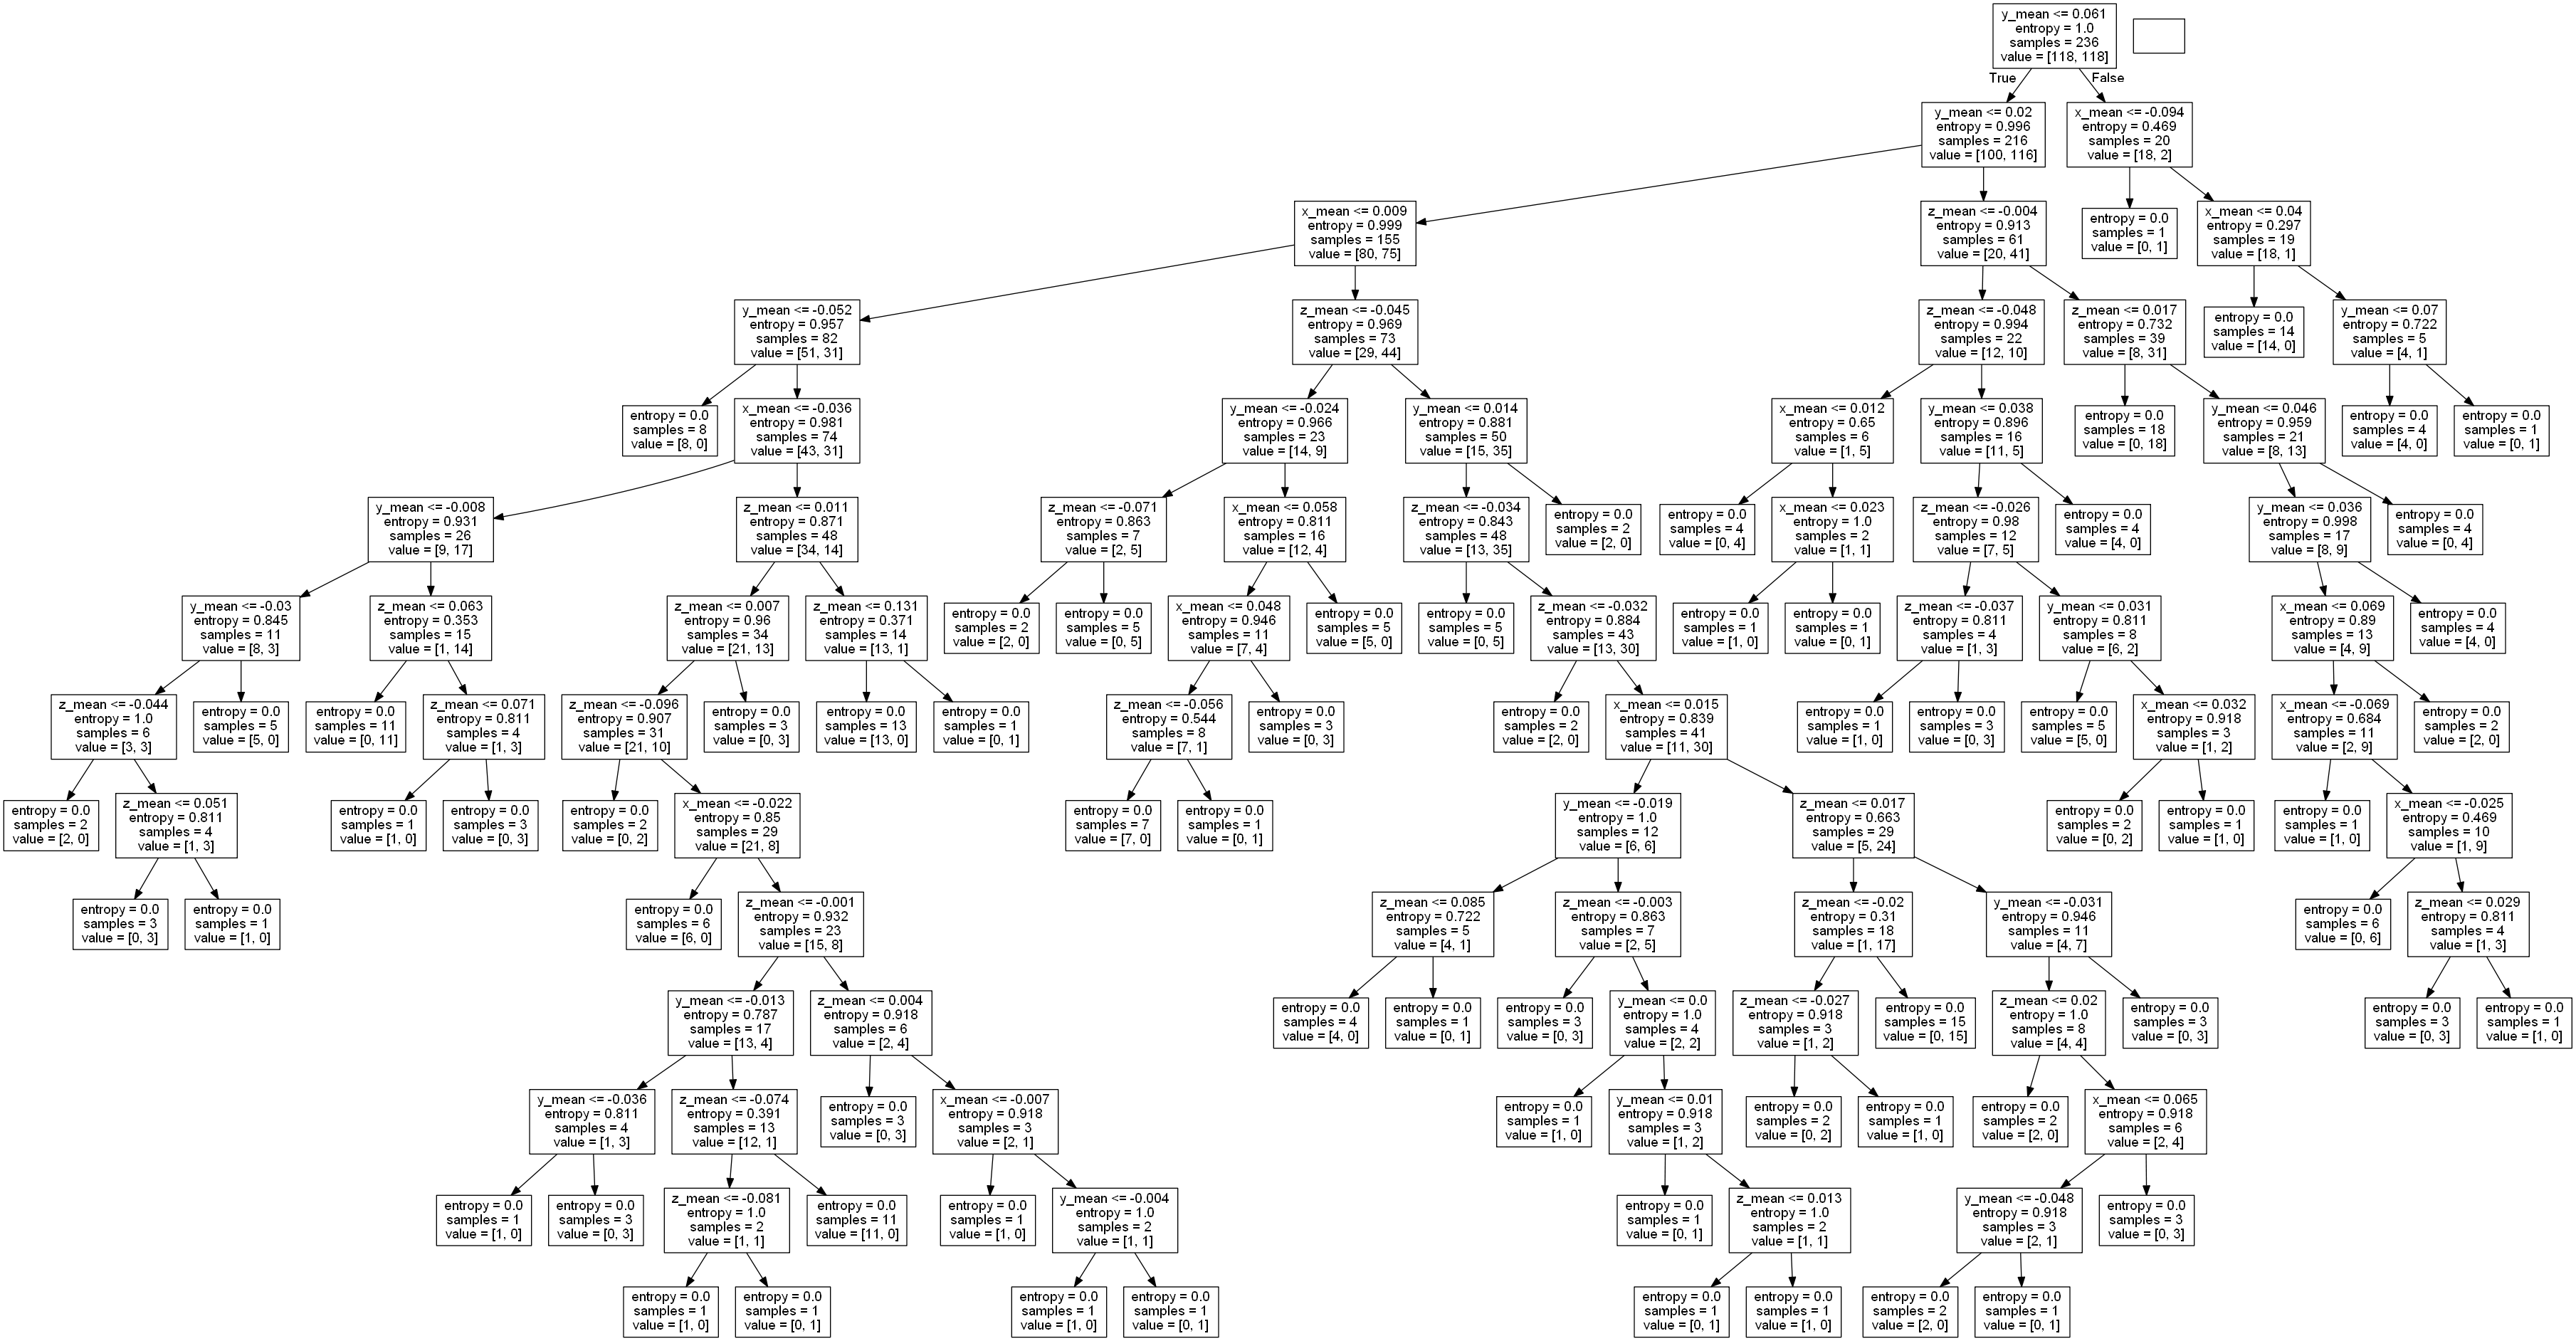 y_mean <= 0.061
entropy = 1.0
samples = 236
value = [118, 118]
True
False
y_mean <= 0.02
entropy = 0.996
samples = 216
value = [100, 116]
x_mean <= -0.094
entropy = 0.469
samples = 20
value = [18, 2]
x_mean <= 0.009
entropy = 0.999
samples = 155
value = [80, 75]
z_mean <= -0.004
entropy = 0.913
samples = 61
value = [20, 41]
entropy = 0.0
samples = 1
value = [0, 1]
x_mean <= 0.04
entropy = 0.297
samples = 19
value = [18, 1]
y_mean <= -0.052
entropy = 0.957
samples = 82
value = [51, 31]
z_mean <= -0.045
entropy = 0.969
samples = 73
value = [29, 44]
z_mean <= -0.048
entropy = 0.994
samples = 22
value = [12, 10]
z_mean <= 0.017
entropy = 0.732
samples = 39
value = [8, 31]
entropy = 0.0
samples = 14
value = [14, 0]
y_mean <= 0.07
entropy = 0.722
samples = 5
value = [4, 1]
entropy = 0.0
samples = 8
value = [8, 0]
x_mean <= -0.036
entropy = 0.981
samples = 74
value = [43, 31]
y_mean <= -0.024
entropy = 0.966
samples = 23
value = [14, 9]
y_mean <= 0.014
entropy = 0.881
samples = 50
value = [15, 35]
x_mean <= 0.012
entropy = 0.65
samples = 6
value = [1, 5]
y_mean <= 0.038
entropy = 0.896
samples = 16
value = [11, 5]
entropy = 0.0
samples = 18
value = [0, 18]
y_mean <= 0.046
entropy = 0.959
samples = 21
value = [8, 13]
entropy = 0.0
samples = 4
value = [4, 0]
entropy = 0.0
samples = 1
value = [0, 1]
y_mean <= -0.008
entropy = 0.931
samples = 26
value = [9, 17]
z_mean <= 0.011
entropy = 0.871
samples = 48
value = [34, 14]
z_mean <= -0.071
entropy = 0.863
samples = 7
value = [2, 5]
x_mean <= 0.058
entropy = 0.811
samples = 16
value = [12, 4]
z_mean <= -0.034
entropy = 0.843
samples = 48
value = [13, 35]
entropy = 0.0
samples = 2
value = [2, 0]
entropy = 0.0
samples = 4
value = [0, 4]
x_mean <= 0.023
entropy = 1.0
samples = 2
value = [1, 1]
z_mean <= -0.026
entropy = 0.98
samples = 12
value = [7, 5]
entropy = 0.0
samples = 4
value = [4, 0]
y_mean <= 0.036
entropy = 0.998
samples = 17
value = [8, 9]
entropy = 0.0
samples = 4
value = [0, 4]
y_mean <= -0.03
entropy = 0.845
samples = 11
value = [8, 3]
z_mean <= 0.063
entropy = 0.353
samples = 15
value = [1, 14]
z_mean <= 0.007
entropy = 0.96
samples = 34
value = [21, 13]
z_mean <= 0.131
entropy = 0.371
samples = 14
value = [13, 1]
entropy = 0.0
samples = 2
value = [2, 0]
entropy = 0.0
samples = 5
value = [0, 5]
x_mean <= 0.048
entropy = 0.946
samples = 11
value = [7, 4]
entropy = 0.0
samples = 5
value = [5, 0]
entropy = 0.0
samples = 5
value = [0, 5]
z_mean <= -0.032
entropy = 0.884
samples = 43
value = [13, 30]
entropy = 0.0
samples = 1
value = [1, 0]
entropy = 0.0
samples = 1
value = [0, 1]
z_mean <= -0.037
entropy = 0.811
samples = 4
value = [1, 3]
y_mean <= 0.031
entropy = 0.811
samples = 8
value = [6, 2]
x_mean <= 0.069
entropy = 0.89
samples = 13
value = [4, 9]
entropy = 0.0
samples = 4
value = [4, 0]
z_mean <= -0.044
entropy = 1.0
samples = 6
value = [3, 3]
entropy = 0.0
samples = 5
value = [5, 0]
entropy = 0.0
samples = 11
value = [0, 11]
z_mean <= 0.071
entropy = 0.811
samples = 4
value = [1, 3]
z_mean <= -0.096
entropy = 0.907
samples = 31
value = [21, 10]
entropy = 0.0
samples = 3
value = [0, 3]
entropy = 0.0
samples = 13
value = [13, 0]
entropy = 0.0
samples = 1
value = [0, 1]
z_mean <= -0.056
entropy = 0.544
samples = 8
value = [7, 1]
entropy = 0.0
samples = 3
value = [0, 3]
entropy = 0.0
samples = 2
value = [2, 0]
x_mean <= 0.015
entropy = 0.839
samples = 41
value = [11, 30]
entropy = 0.0
samples = 1
value = [1, 0]
entropy = 0.0
samples = 3
value = [0, 3]
entropy = 0.0
samples = 5
value = [5, 0]
x_mean <= 0.032
entropy = 0.918
samples = 3
value = [1, 2]
x_mean <= -0.069
entropy = 0.684
samples = 11
value = [2, 9]
entropy = 0.0
samples = 2
value = [2, 0]
entropy = 0.0
samples = 2
value = [2, 0]
z_mean <= 0.051
entropy = 0.811
samples = 4
value = [1, 3]
entropy = 0.0
samples = 1
value = [1, 0]
entropy = 0.0
samples = 3
value = [0, 3]
entropy = 0.0
samples = 2
value = [0, 2]
x_mean <= -0.022
entropy = 0.85
samples = 29
value = [21, 8]
entropy = 0.0
samples = 7
value = [7, 0]
entropy = 0.0
samples = 1
value = [0, 1]
y_mean <= -0.019
entropy = 1.0
samples = 12
value = [6, 6]
z_mean <= 0.017
entropy = 0.663
samples = 29
value = [5, 24]
entropy = 0.0
samples = 2
value = [0, 2]
entropy = 0.0
samples = 1
value = [1, 0]
entropy = 0.0
samples = 1
value = [1, 0]
x_mean <= -0.025
entropy = 0.469
samples = 10
value = [1, 9]
entropy = 0.0
samples = 3
value = [0, 3]
entropy = 0.0
samples = 1
value = [1, 0]
entropy = 0.0
samples = 6
value = [6, 0]
z_mean <= -0.001
entropy = 0.932
samples = 23
value = [15, 8]
z_mean <= 0.085
entropy = 0.722
samples = 5
value = [4, 1]
z_mean <= -0.003
entropy = 0.863
samples = 7
value = [2, 5]
z_mean <= -0.02
entropy = 0.31
samples = 18
value = [1, 17]
y_mean <= -0.031
entropy = 0.946
samples = 11
value = [4, 7]
entropy = 0.0
samples = 6
value = [0, 6]
z_mean <= 0.029
entropy = 0.811
samples = 4
value = [1, 3]
y_mean <= -0.013
entropy = 0.787
samples = 17
value = [13, 4]
z_mean <= 0.004
entropy = 0.918
samples = 6
value = [2, 4]
entropy = 0.0
samples = 4
value = [4, 0]
entropy = 0.0
samples = 1
value = [0, 1]
entropy = 0.0
samples = 3
value = [0, 3]
y_mean <= 0.0
entropy = 1.0
samples = 4
value = [2, 2]
z_mean <= -0.027
entropy = 0.918
samples = 3
value = [1, 2]
entropy = 0.0
samples = 15
value = [0, 15]
z_mean <= 0.02
entropy = 1.0
samples = 8
value = [4, 4]
entropy = 0.0
samples = 3
value = [0, 3]
entropy = 0.0
samples = 3
value = [0, 3]
entropy = 0.0
samples = 1
value = [1, 0]
y_mean <= -0.036
entropy = 0.811
samples = 4
value = [1, 3]
z_mean <= -0.074
entropy = 0.391
samples = 13
value = [12, 1]
entropy = 0.0
samples = 3
value = [0, 3]
x_mean <= -0.007
entropy = 0.918
samples = 3
value = [2, 1]
entropy = 0.0
samples = 1
value = [1, 0]
y_mean <= 0.01
entropy = 0.918
samples = 3
value = [1, 2]
entropy = 0.0
samples = 2
value = [0, 2]
entropy = 0.0
samples = 1
value = [1, 0]
entropy = 0.0
samples = 2
value = [2, 0]
x_mean <= 0.065
entropy = 0.918
samples = 6
value = [2, 4]
entropy = 0.0
samples = 1
value = [1, 0]
entropy = 0.0
samples = 3
value = [0, 3]
z_mean <= -0.081
entropy = 1.0
samples = 2
value = [1, 1]
entropy = 0.0
samples = 11
value = [11, 0]
entropy = 0.0
samples = 1
value = [1, 0]
y_mean <= -0.004
entropy = 1.0
samples = 2
value = [1, 1]
entropy = 0.0
samples = 1
value = [0, 1]
z_mean <= 0.013
entropy = 1.0
samples = 2
value = [1, 1]
y_mean <= -0.048
entropy = 0.918
samples = 3
value = [2, 1]
entropy = 0.0
samples = 3
value = [0, 3]
entropy = 0.0
samples = 1
value = [1, 0]
entropy = 0.0
samples = 1
value = [0, 1]
entropy = 0.0
samples = 1
value = [1, 0]
entropy = 0.0
samples = 1
value = [0, 1]
entropy = 0.0
samples = 1
value = [0, 1]
entropy = 0.0
samples = 1
value = [1, 0]
entropy = 0.0
samples = 2
value = [2, 0]
entropy = 0.0
samples = 1
value = [0, 1]